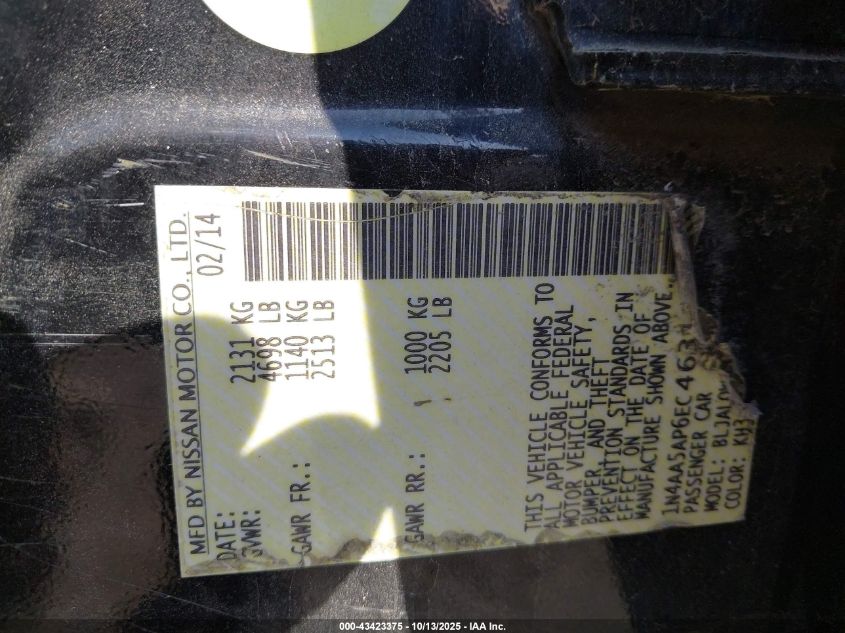 MFD BY NISSAN MOTOR CO., LTD.
DATE: 02/14
GVWR: 2131 KG
4698 LB
GAWR FR.: 1140 KG
2513 LB
GAWR RR.: 1000 KG
2205 LB
THIS VEHICLE CONFORMS TO
ALL APPLICABLE FEDERAL
MOTOR VEHICLE SAFETY,
BUMPER, AND THEFT
PREVENTION STANDARDS IN
EFFECT ON THE DATE OF
MANUFACTURE SHOWN ABOVE.
1N4AA5AP6EC463
PASSENGER CAR
MODEL:
COLOR: KH3
000-43423375 - 10/13/2025 - IAA Inc.